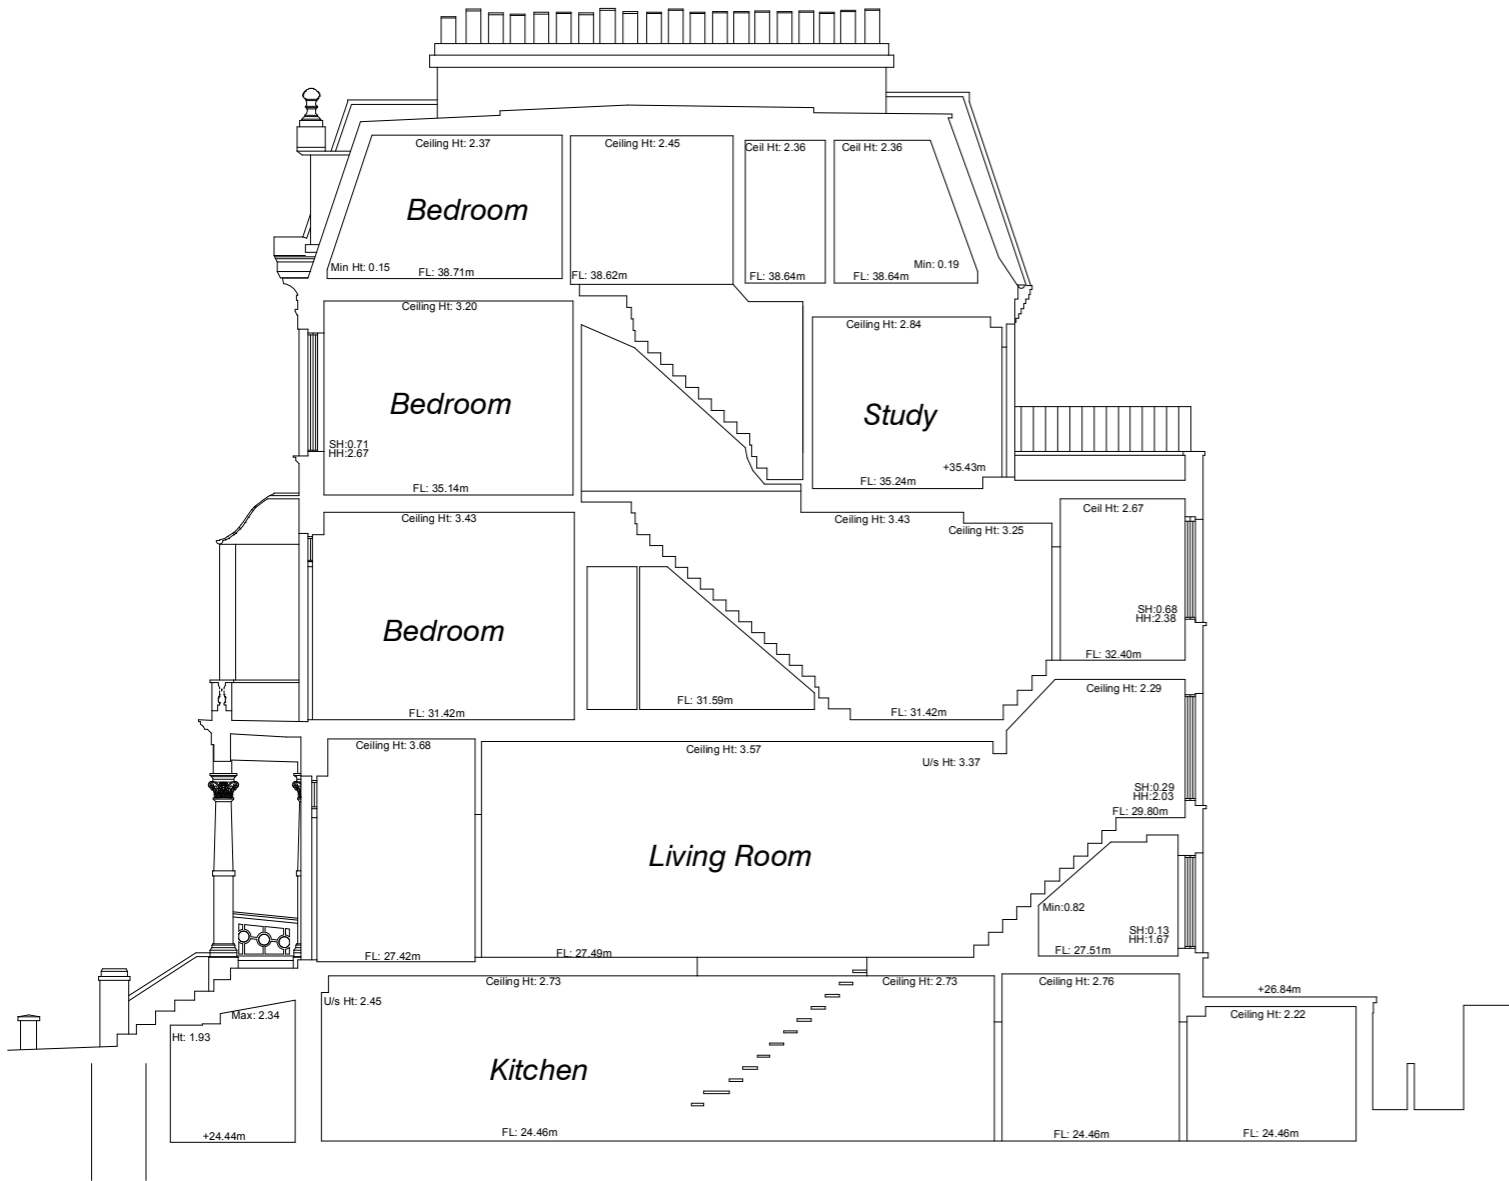 Ceiling Ht: 2.37
Ceiling Ht: 2.45
Ceil Ht: 2.36
Ceil Ht: 2.36
Bedroom
Min Ht: 0.15
FL: 38.71m
FL: 38.62m
FL: 38.64m
Min: 0.19
FL: 38.64m
Ceiling Ht: 3.20
Ceiling Ht: 2.84
Bedroom
Study
SH:0.71
HH:2.67
+35.43m
FL: 35.14m
FL: 35.24m
Ceiling Ht: 3.43
Ceiling Ht: 3.43
Ceiling Ht: 3.25
Ceil Ht: 2.67
Bedroom
SH:0.68
HH:2.38
FL: 32.40m
FL: 31.42m
FL: 31.59m
FL: 31.42m
Ceiling Ht: 2.29
Ceiling Ht: 3.68
Ceiling Ht: 3.57
U/s Ht: 3.37
SH:0.29
HH:2.03
FL: 29.80m
Living Room
Min:0.82
SH:0.13
HH:1.67
FL: 27.42m
FL: 27.49m
FL: 27.51m
Ceiling Ht: 2.73
Ceiling Ht: 2.73
Ceiling Ht: 2.76
+26.84m
U/s Ht: 2.45
Max: 2.34
Ceiling Ht: 2.22
Ht: 1.93
Kitchen
+24.44m
FL: 24.46m
FL: 24.46m
FL: 24.46m